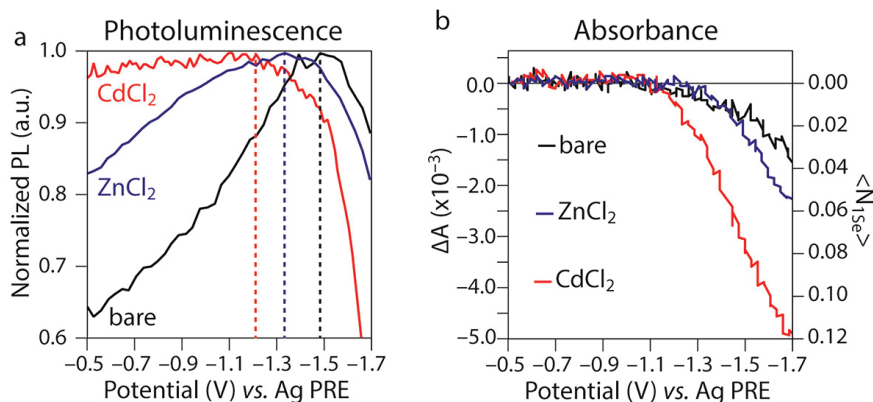 a
Photoluminescence
Normalized PL (a.u.)
1.0
0.9
0.8
0.7
0.6
CdCl₂
ZnCl₂
bare
−0.5 −0.7 −0.9 −1.1 −1.3 −1.5 −1.7
Potential (V) vs. Ag PRE
b
Absorbance
ΔA (x10⁻³)
0.0
−1.0
−2.0
−3.0
−4.0
−5.0
bare
ZnCl₂
CdCl₂
0.00
0.02
0.04
0.06
0.08
0.10
0.12
<N₁Se>
−0.5 −0.7 −0.9 −1.1 −1.3 −1.5 −1.7
Potential (V) vs. Ag PRE